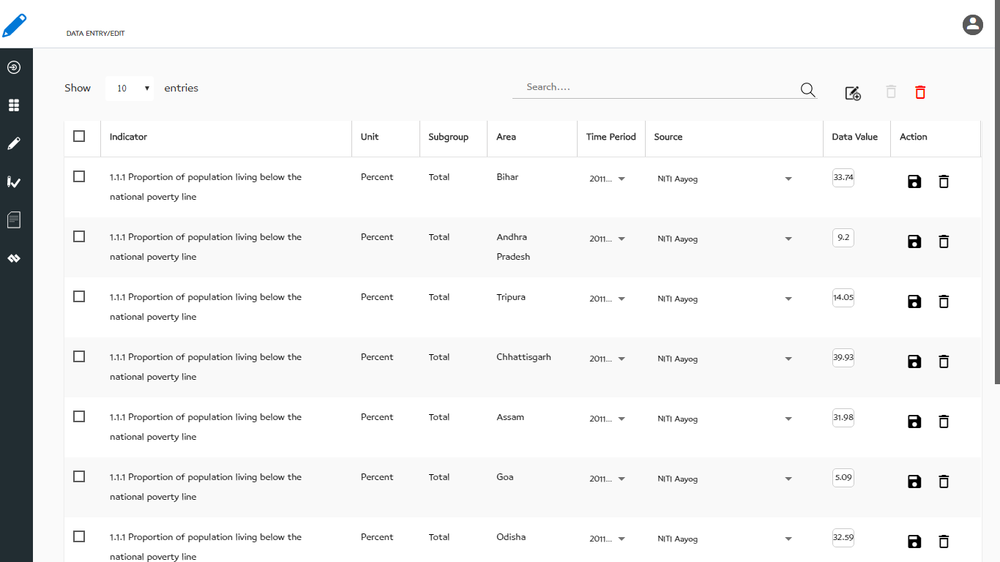 DATA ENTRY/EDIT
Show 10 entries Search....
Indicator Unit Subgroup Area Time Period Source Data Value Action
1.1.1 Proportion of population living below the Percent Total Bihar 2011... NITI Aayog 33.74
national poverty line
1.1.1 Proportion of population living below the Percent Total Andhra 2011... NITI Aayog 9.2
national poverty line Pradesh
1.1.1 Proportion of population living below the Percent Total Tripura 2011... NITI Aayog 14.05
national poverty line
1.1.1 Proportion of population living below the Percent Total Chhattisgarh 2011... NITI Aayog 39.93
national poverty line
1.1.1 Proportion of population living below the Percent Total Assam 2011... NITI Aayog 31.98
national poverty line
1.1.1 Proportion of population living below the Percent Total Goa 2011... NITI Aayog 5.09
national poverty line
1.1.1 Proportion of population living below the Percent Total Odisha 2011... NITI Aayog 32.59
national poverty line